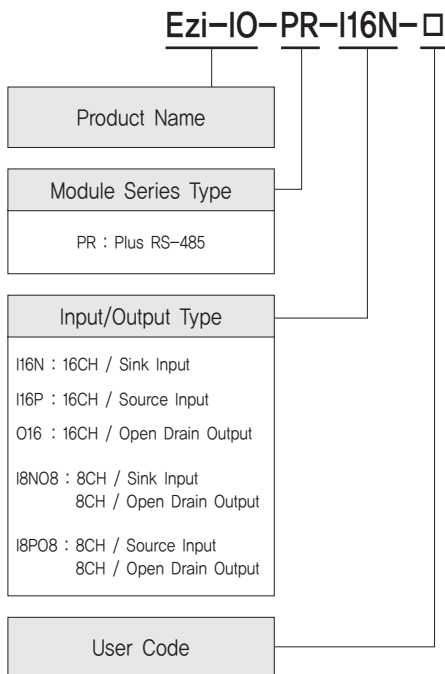 Ezi-IO-PR-I16N-□
Product Name
Module Series Type
PR : Plus RS-485
Input/Output Type
I16N : 16CH / Sink Input
I16P : 16CH / Source Input
O16 : 16CH / Open Drain Output
I8NO8 : 8CH / Sink Input
8CH / Open Drain Output
I8PO8 : 8CH / Source Input
8CH / Open Drain Output
User Code